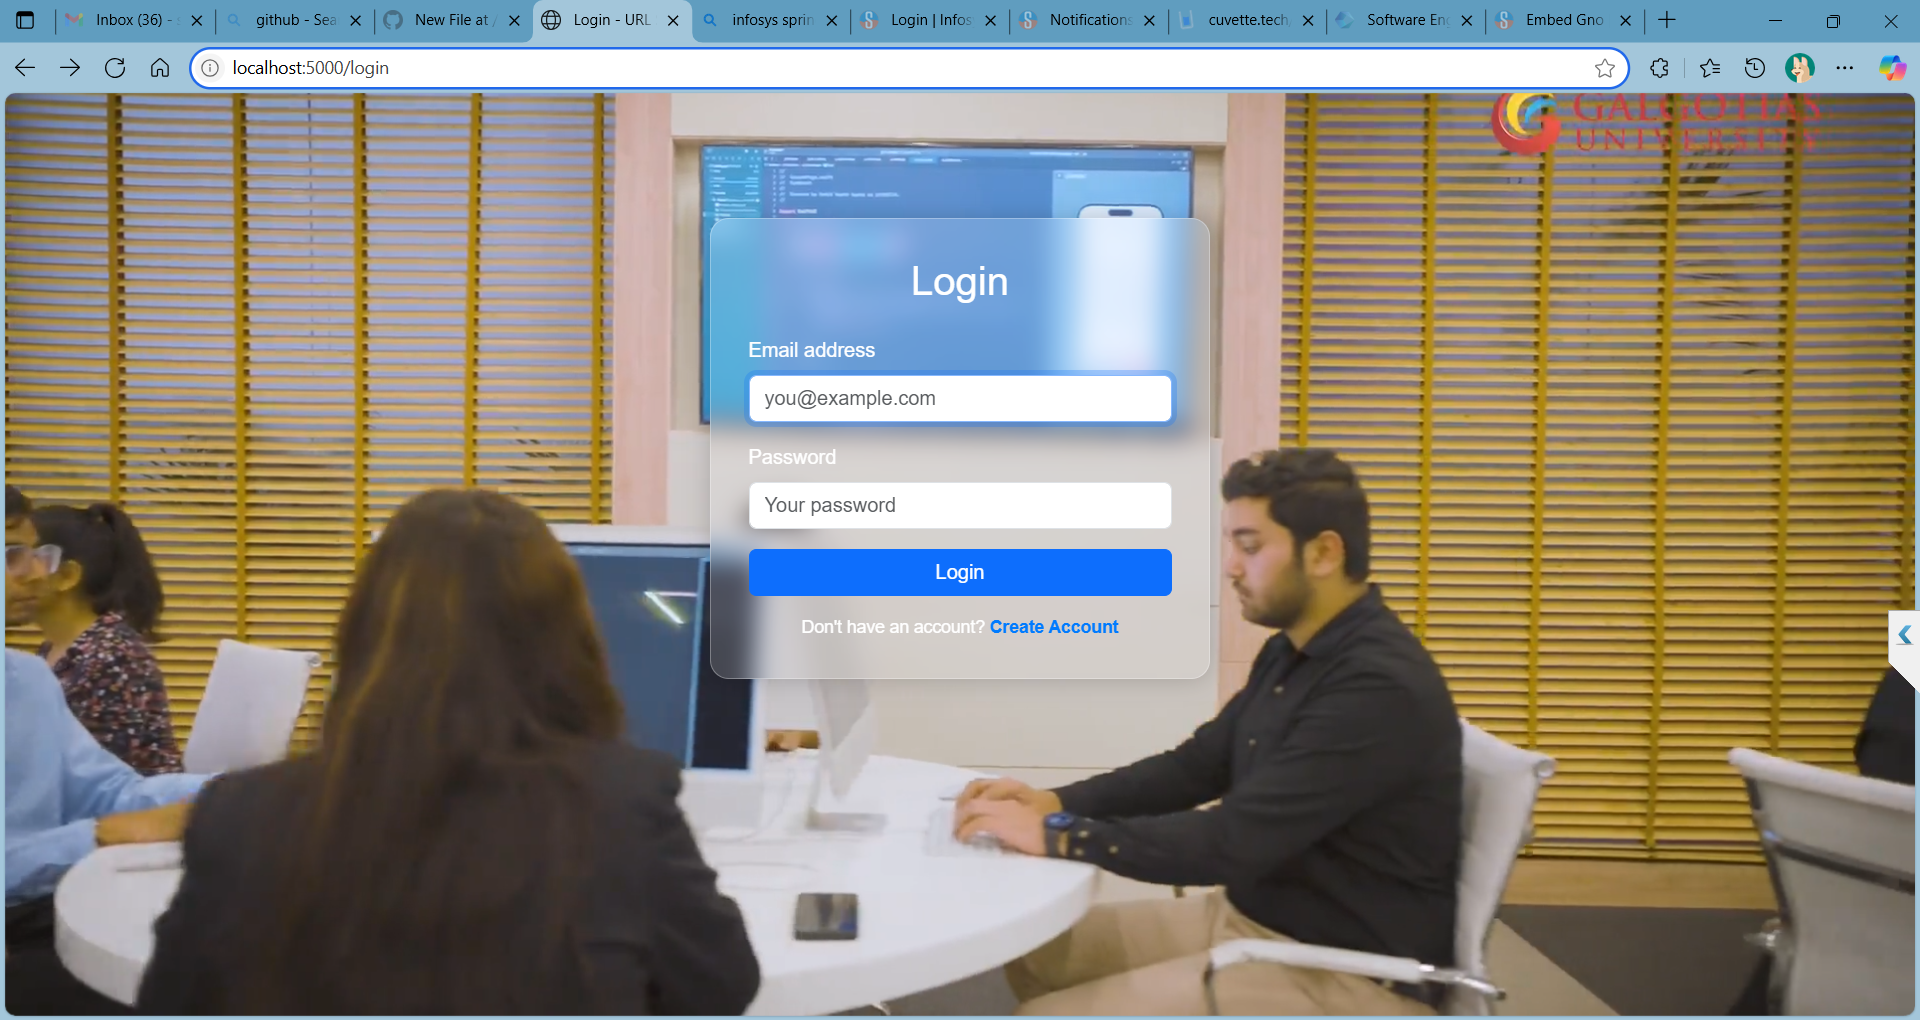 Inbox (36) - s
github - Sea
New File at /
Login - URL
infosys sprin
Login | Infos
Notifications
cuvette.tech/
Software Eng
Embed Gno
localhost:5000/login
GALGOTIAS
UNIVERSITY
Login
Email address
you@example.com
Password
Your password
Login
Don't have an account? Create Account